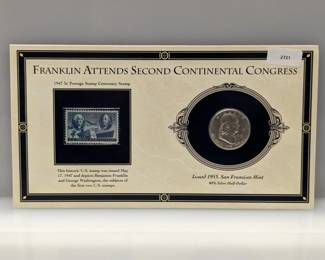 2721
FRANKLIN ATTENDS SECOND CONTINENTAL CONGRESS
1947 3c Postage Stamp Centenary Stamp
This historic U.S. stamp was issued May
17, 1947 and depicts Benjamin Franklin
and George Washington, the subjects of
the first two U.S. stamps.
Issued 1953, San Francisco Mint
90% Silver Half-Dollar